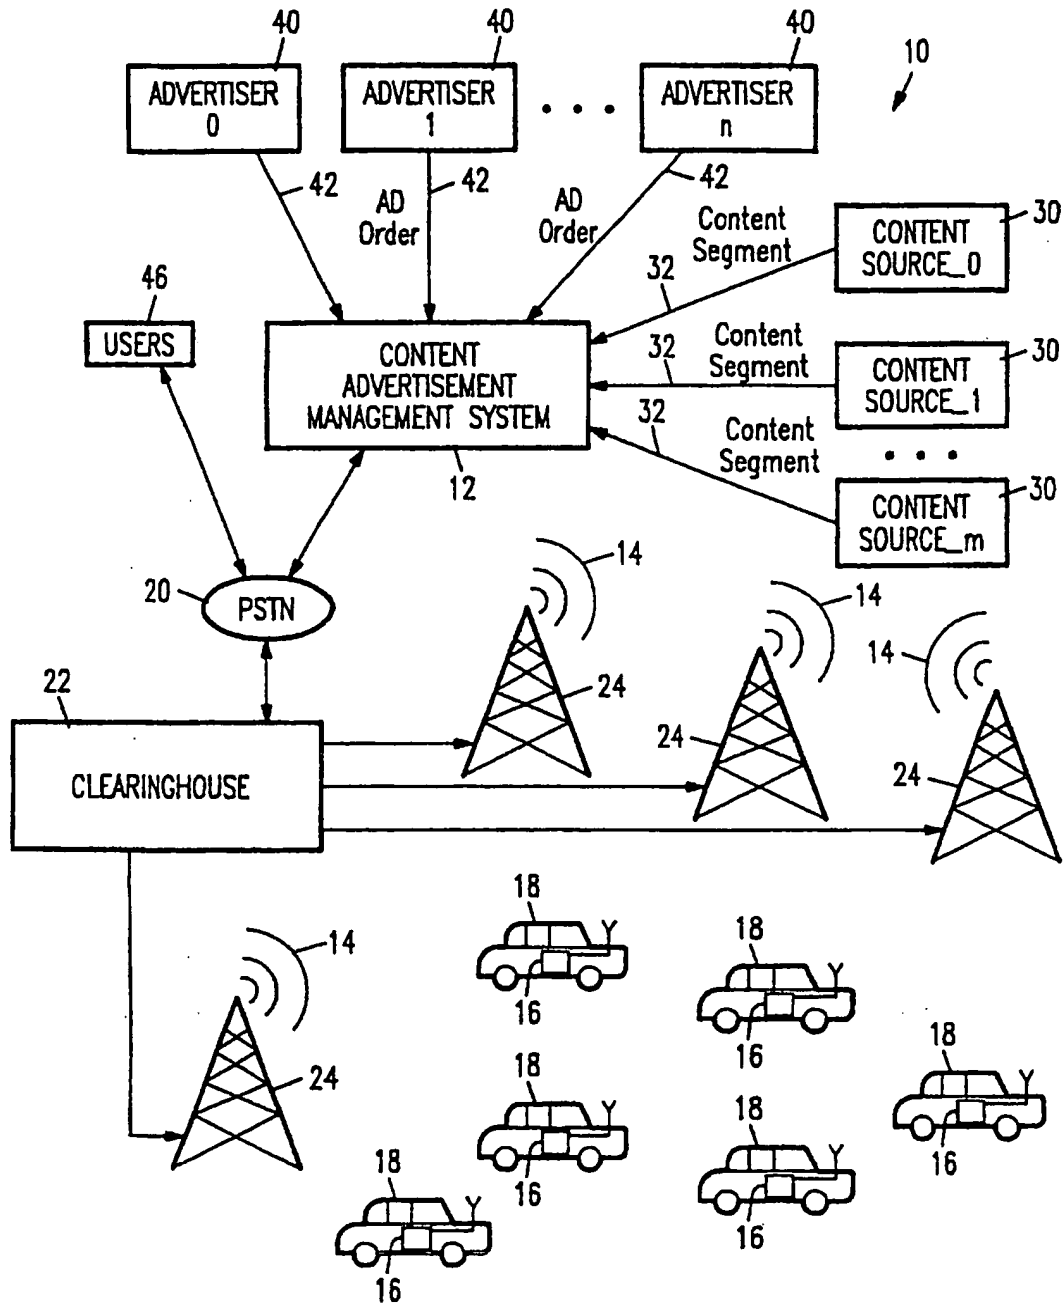 40
40
40
10
ADVERTISER
0
ADVERTISER
1
ADVERTISER
n
42
42
42
AD
Order
AD
Order
Content
Segment
30
CONTENT
SOURCE_0
32
46
USERS
CONTENT
ADVERTISEMENT
MANAGEMENT SYSTEM
12
32
Content
Segment
30
CONTENT
SOURCE_1
32
Content
Segment
30
CONTENT
SOURCE_m
20
PSTN
14
14
14
22
CLEARINGHOUSE
24
24
24
14
24
18
16
18
16
18
16
18
16
18
16
18
16